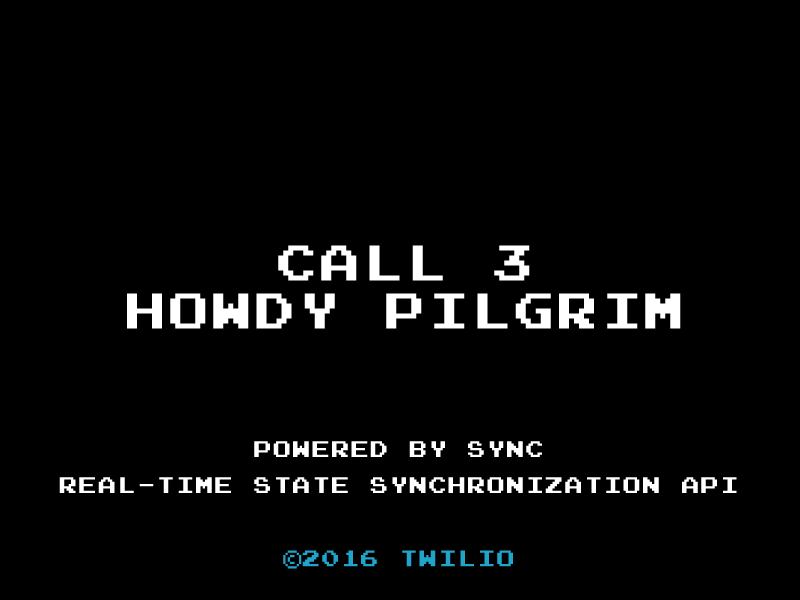 CALL 3
HOWDY PILGRIM
POWERED BY SYNC
REAL-TIME STATE SYNCHRONIZATION API
©2016 TWILIO